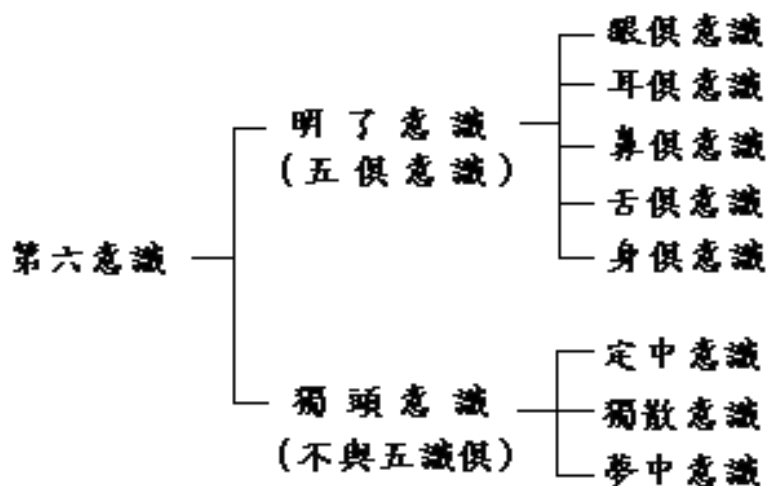 第六意識
明了意識
(五俱意識)
眼俱意識
耳俱意識
鼻俱意識
舌俱意識
身俱意識
獨頭意識
(不與五識俱)
定中意識
獨散意識
夢中意識